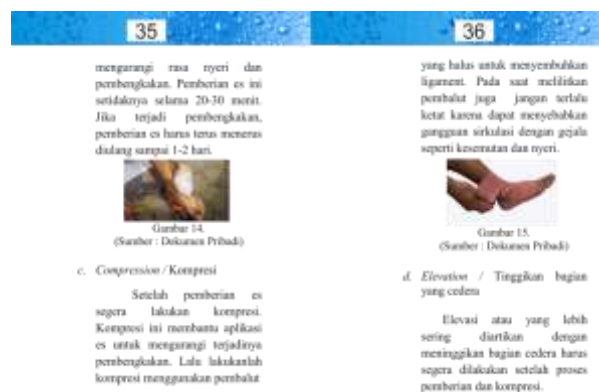 35
mengurangi rasa nyeri dan
pembengkakan. Pemberian es ini
setidaknya selama 20-30 menit.
Jika terjadi pembengkakan,
pemberian es harus terus menerus
diulang sampai 1-2 hari.
Gambar 14.
(Sumber : Dokumen Pribadi)
c. Compression / Kompresi
Setelah pemberian es
segera lakukan kompresi.
Kompresi ini membantu aplikasi
es untuk mengurangi terjadinya
pembengkakan. Lalu lakukanlah
kompresi menggunakan pembalut
36
yang halus untuk menyembuhkan
ligament. Pada saat melilitkan
pembalut juga jangan terlalu
ketat karena dapat menyebabkan
gangguan sirkulasi dengan gejala
seperti kesemutan dan nyeri.
Gambar 15.
(Sumber : Dokumen Pribadi)
d. Elevation / Tinggikan bagian
yang cedera
Elevasi atau yang lebih
sering diartikan dengan
meninggikan bagian cedera harus
segera dilakukan setelah proses
pemberian dan kompresi.